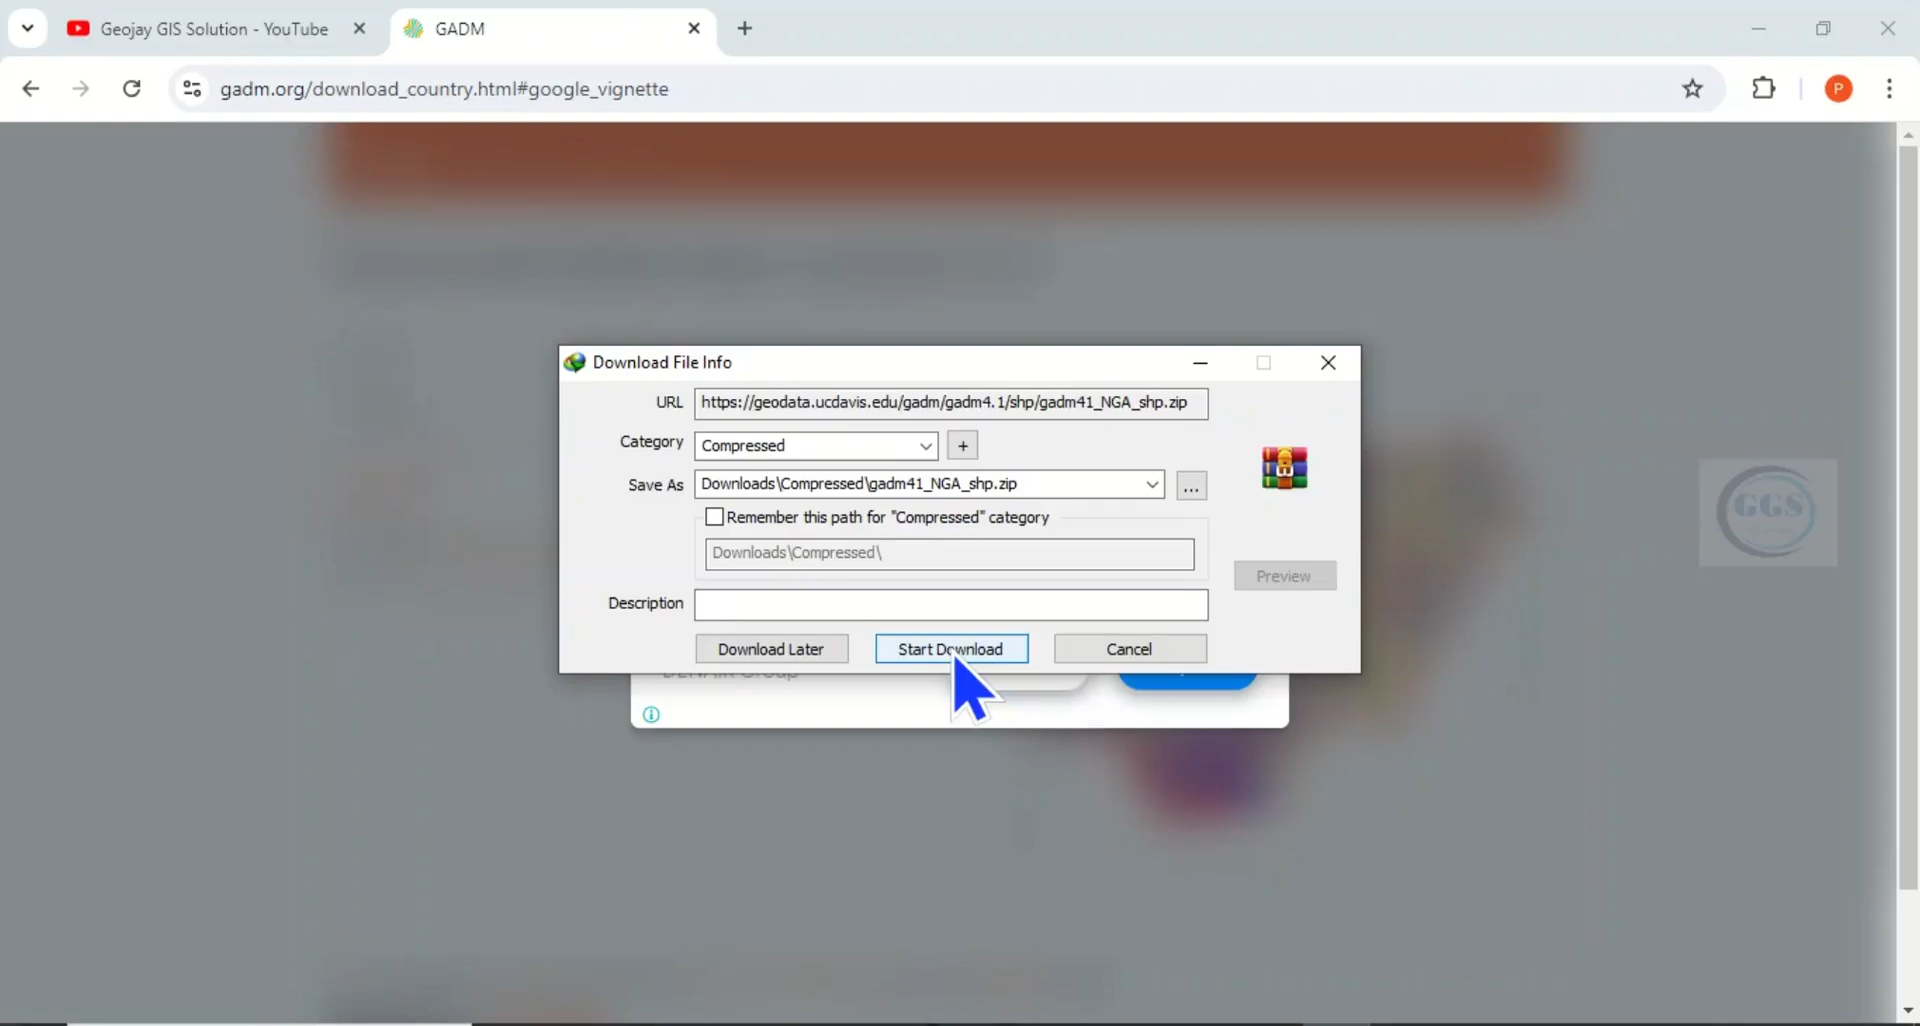 Geojay GIS Solution - YouTube
GADM
gadm.org/download_country.html#google_vignette
P
Download File Info
URL
https://geodata.ucdavis.edu/gadm/gadm4.1/shp/gadm41_NGA_shp.zip
Category
Compressed
+
Save As
Downloads\Compressed\gadm41_NGA_shp.zip
...
Remember this path for "Compressed" category
Downloads\Compressed\
Preview
Description
Download Later
Start Download
Cancel
GGS